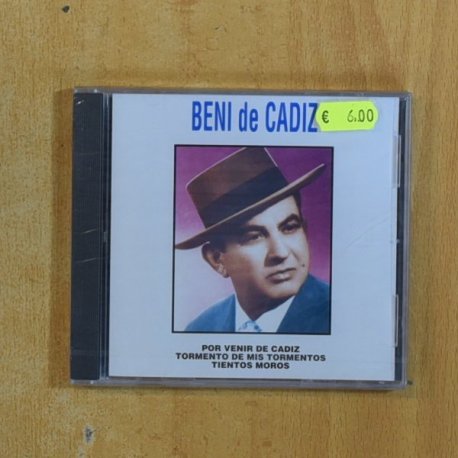 BENI de CADIZ
€ 6.00
POR VENIR DE CADIZ
TORMENTO DE MIS TORMENTOS
TIENTOS MOROS